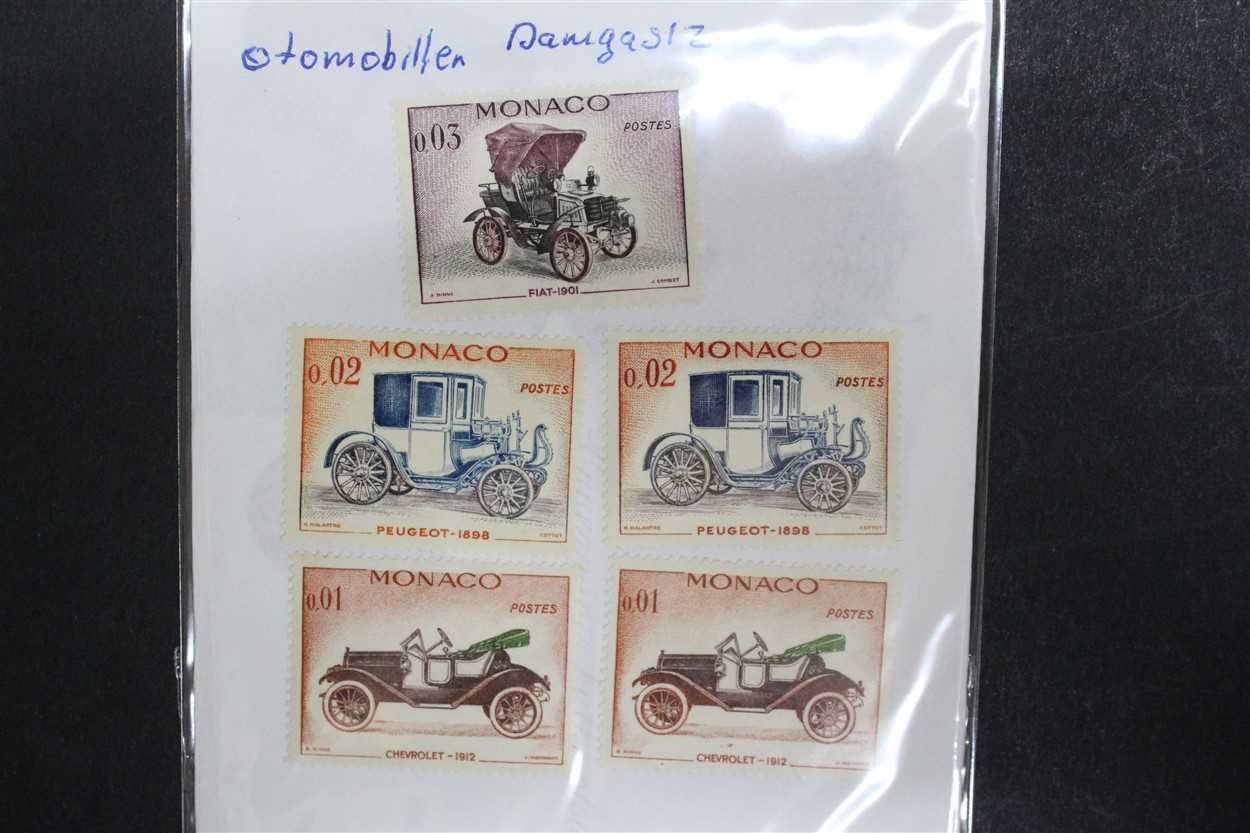 otomobiller Damgasız
MONACO
0,03 POSTES
FIAT-1901
MONACO
0,02 POSTES
PEUGEOT-1898
MONACO
0,02 POSTES
PEUGEOT-1898
MONACO
0,01 POSTES
CHEVROLET-1912
MONACO
0,01 POSTES
CHEVROLET-1912